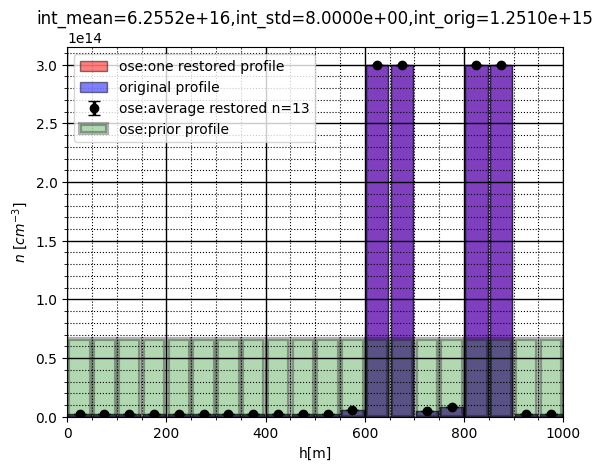 int_mean=6.2552e+16,int_std=8.0000e+00,int_orig=1.2510e+15
1e14
ose:one restored profile
original profile
ose:average restored n=13
ose:prior profile
3.0
2.5
2.0
1.5
1.0
0.5
0.0
n [cm⁻³]
0 200 400 600 800 1000
h[m]